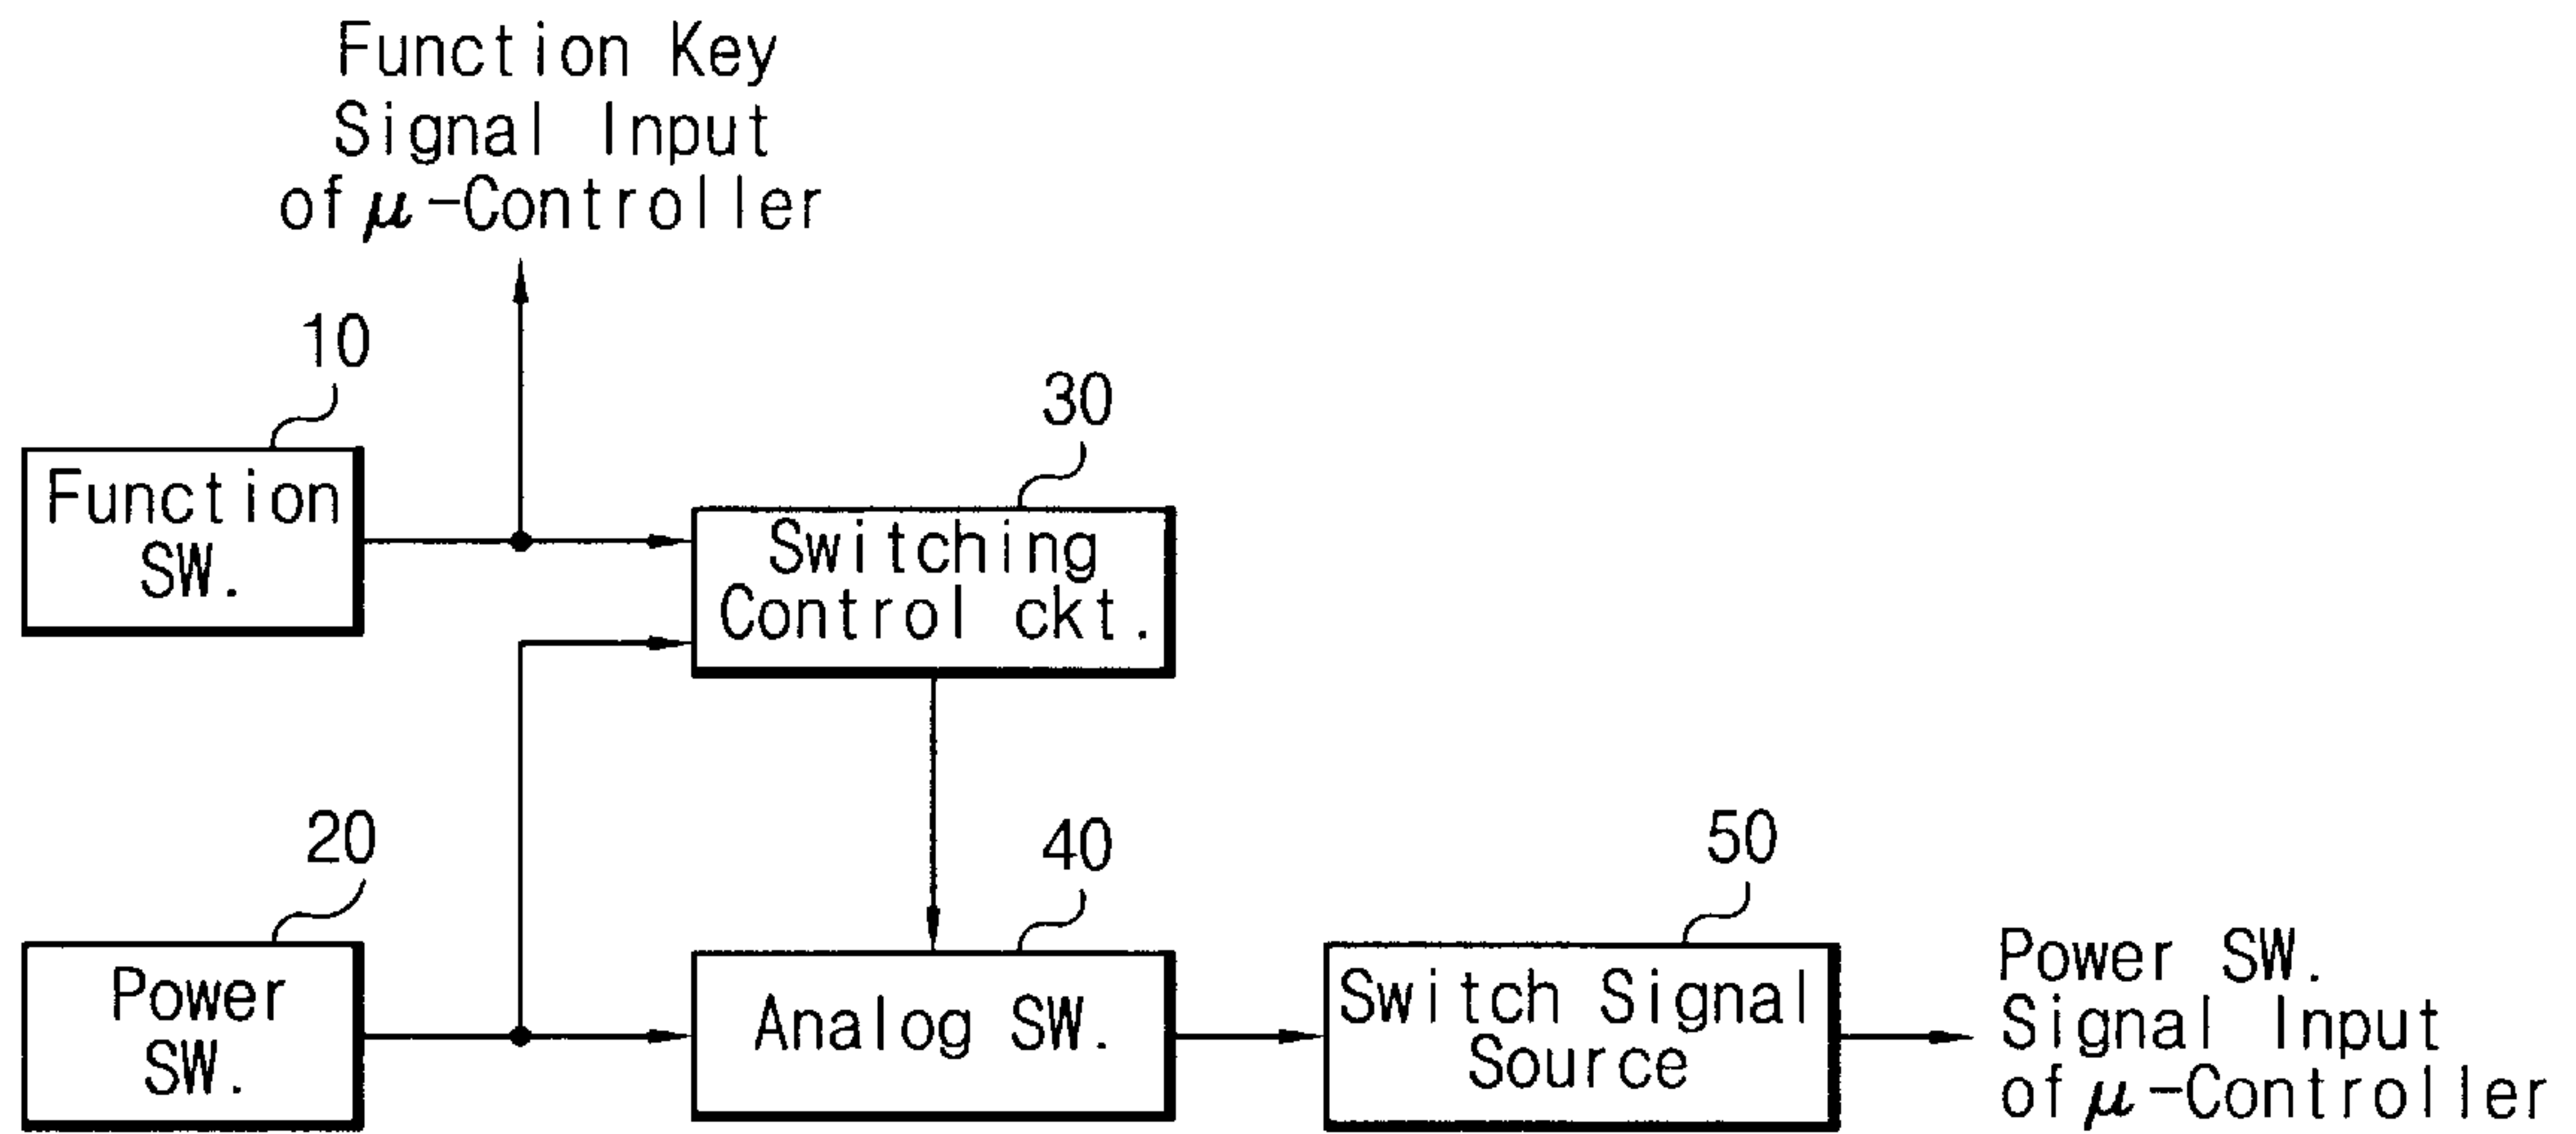 Function Key
Signal Input
of μ-Controller
10
Function
SW.
30
Switching
Control ckt.
20
Power
SW.
40
Analog SW.
50
Switch Signal
Source
Power SW.
Signal Input
of μ-Controller